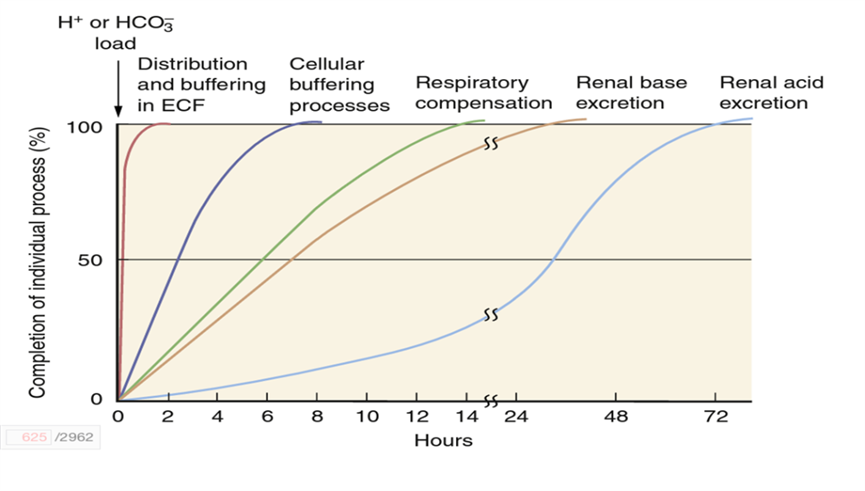 H⁺ or HCO₃⁻
load
Distribution
and buffering
in ECF
Cellular
buffering
processes
Respiratory
compensation
Renal base
excretion
Renal acid
excretion
Completion of individual process (%)
100
50
0
0 2 4 6 8 10 12 14 24 48 72
Hours
625 /2962